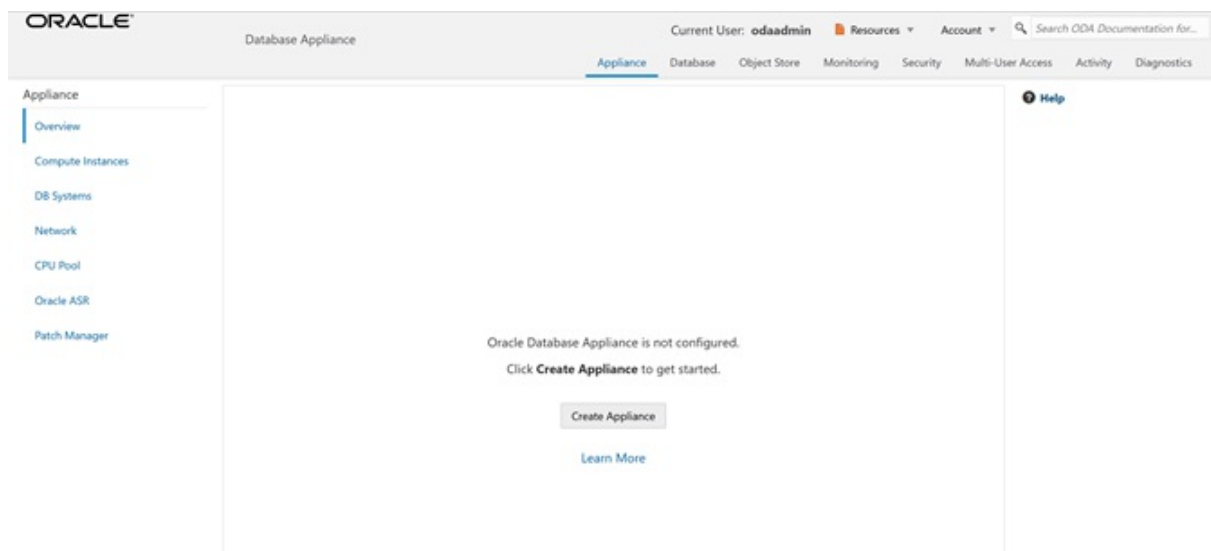 ORACLE®
Database Appliance
Current User: odaadmin
Resources
Account
Search ODA Documentation for...
Appliance
Database
Object Store
Monitoring
Security
Multi-User Access
Activity
Diagnostics
Appliance
Overview
Compute Instances
DB Systems
Network
CPU Pool
Oracle ASR
Patch Manager
Oracle Database Appliance is not configured.
Click Create Appliance to get started.
Create Appliance
Learn More
Help